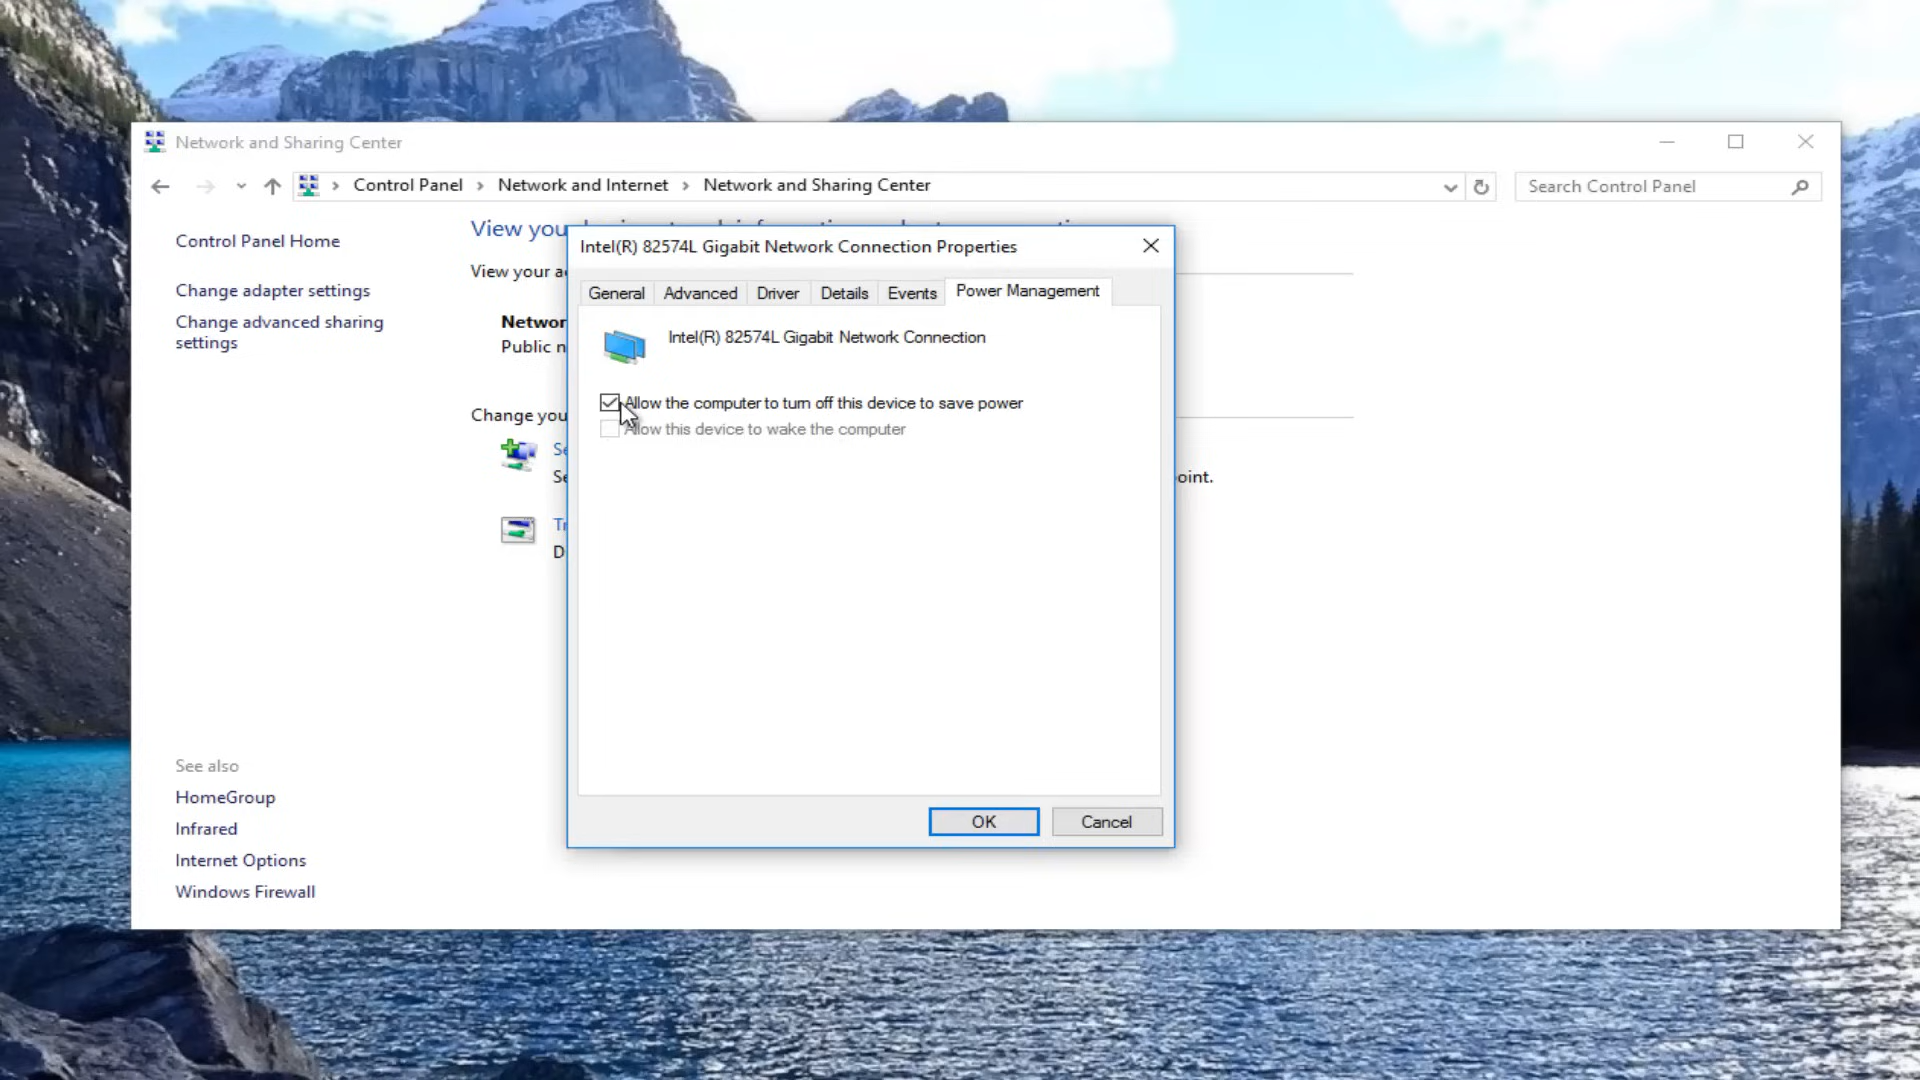 Network and Sharing Center
Control Panel > Network and Internet > Network and Sharing Center
Search Control Panel
Control Panel Home
Change adapter settings
Change advanced sharing
settings
See also
HomeGroup
Infrared
Internet Options
Windows Firewall
View you
View your a
Networ
Public n
Change you
Se
Se
oint.
Tr
D
Intel(R) 82574L Gigabit Network Connection Properties
General Advanced Driver Details Events Power Management
Intel(R) 82574L Gigabit Network Connection
Allow the computer to turn off this device to save power
Allow this device to wake the computer
OK Cancel